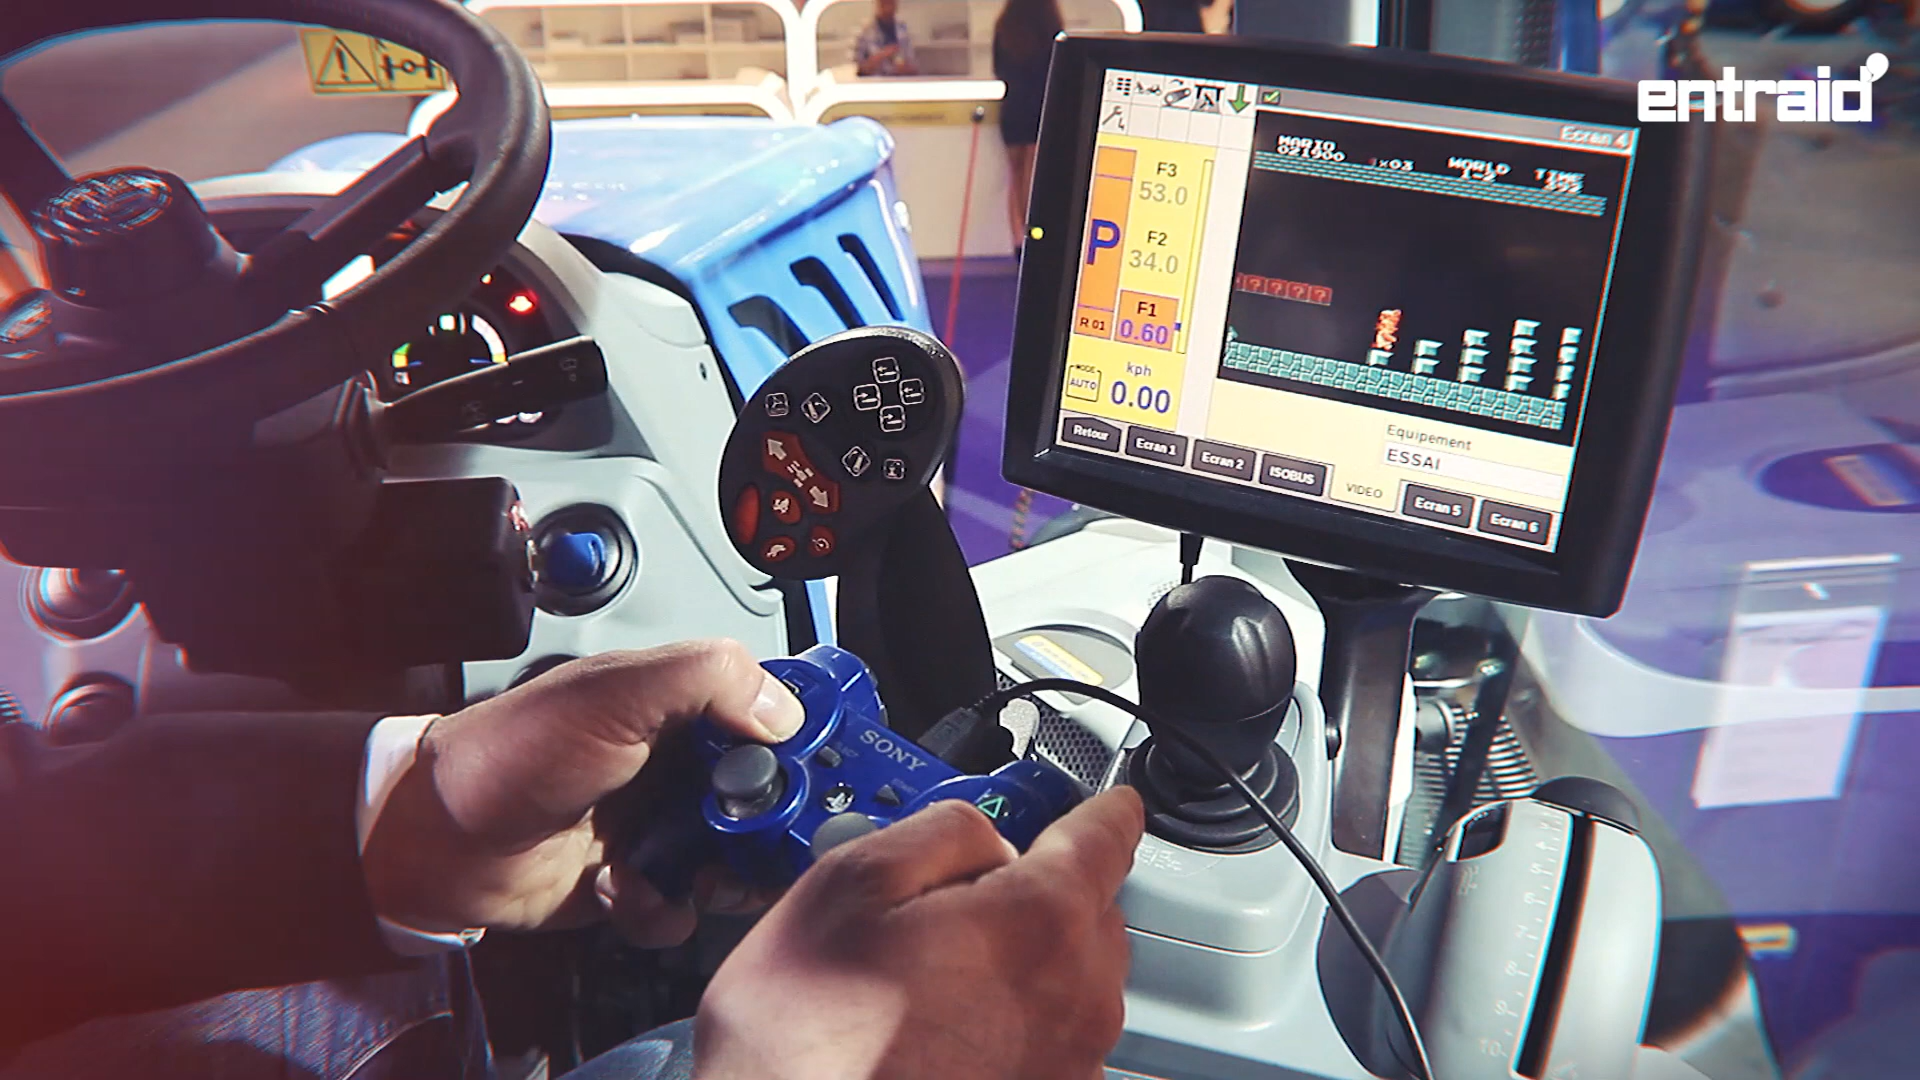 entraid'
Ecran 4
MARIO WORLD TIME
021900 x03 1-2
F3
53.0
F2
34.0
P
F1
0.60
R 01
kph
MODE
AUTO
0.00
Equipement
ESSAI
Retour
Ecran 1
Ecran 2
ISOBUS
VIDEO
Ecran 5
Ecran 6
SONY